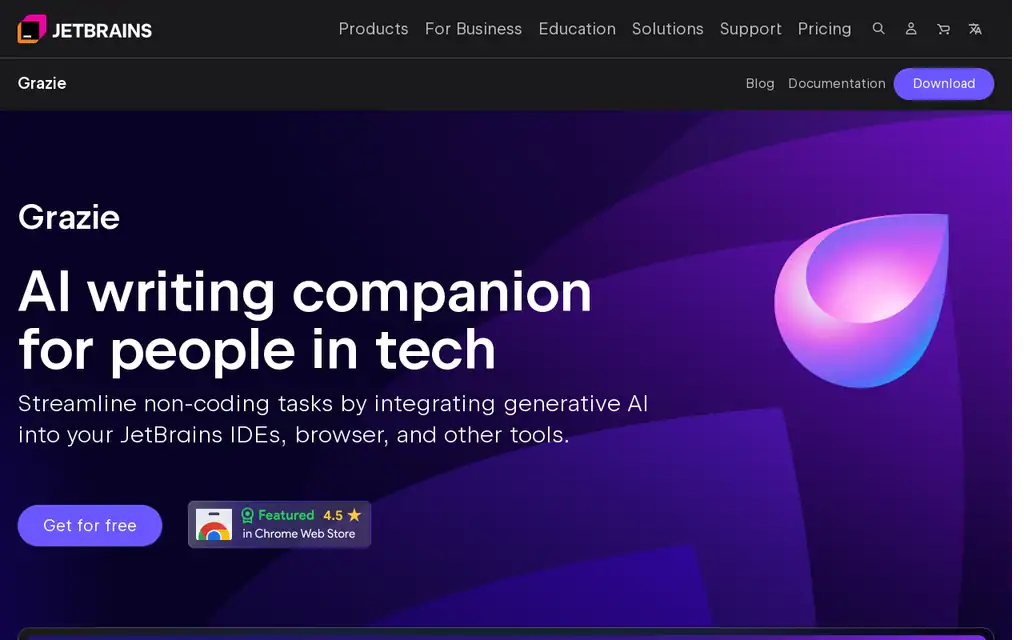 JETBRAINS
Products For Business Education Solutions Support Pricing
Grazie
Blog Documentation Download
Grazie
AI writing companion
for people in tech
Streamline non-coding tasks by integrating generative AI
into your JetBrains IDEs, browser, and other tools.
Get for free
Featured 4.5
in Chrome Web Store